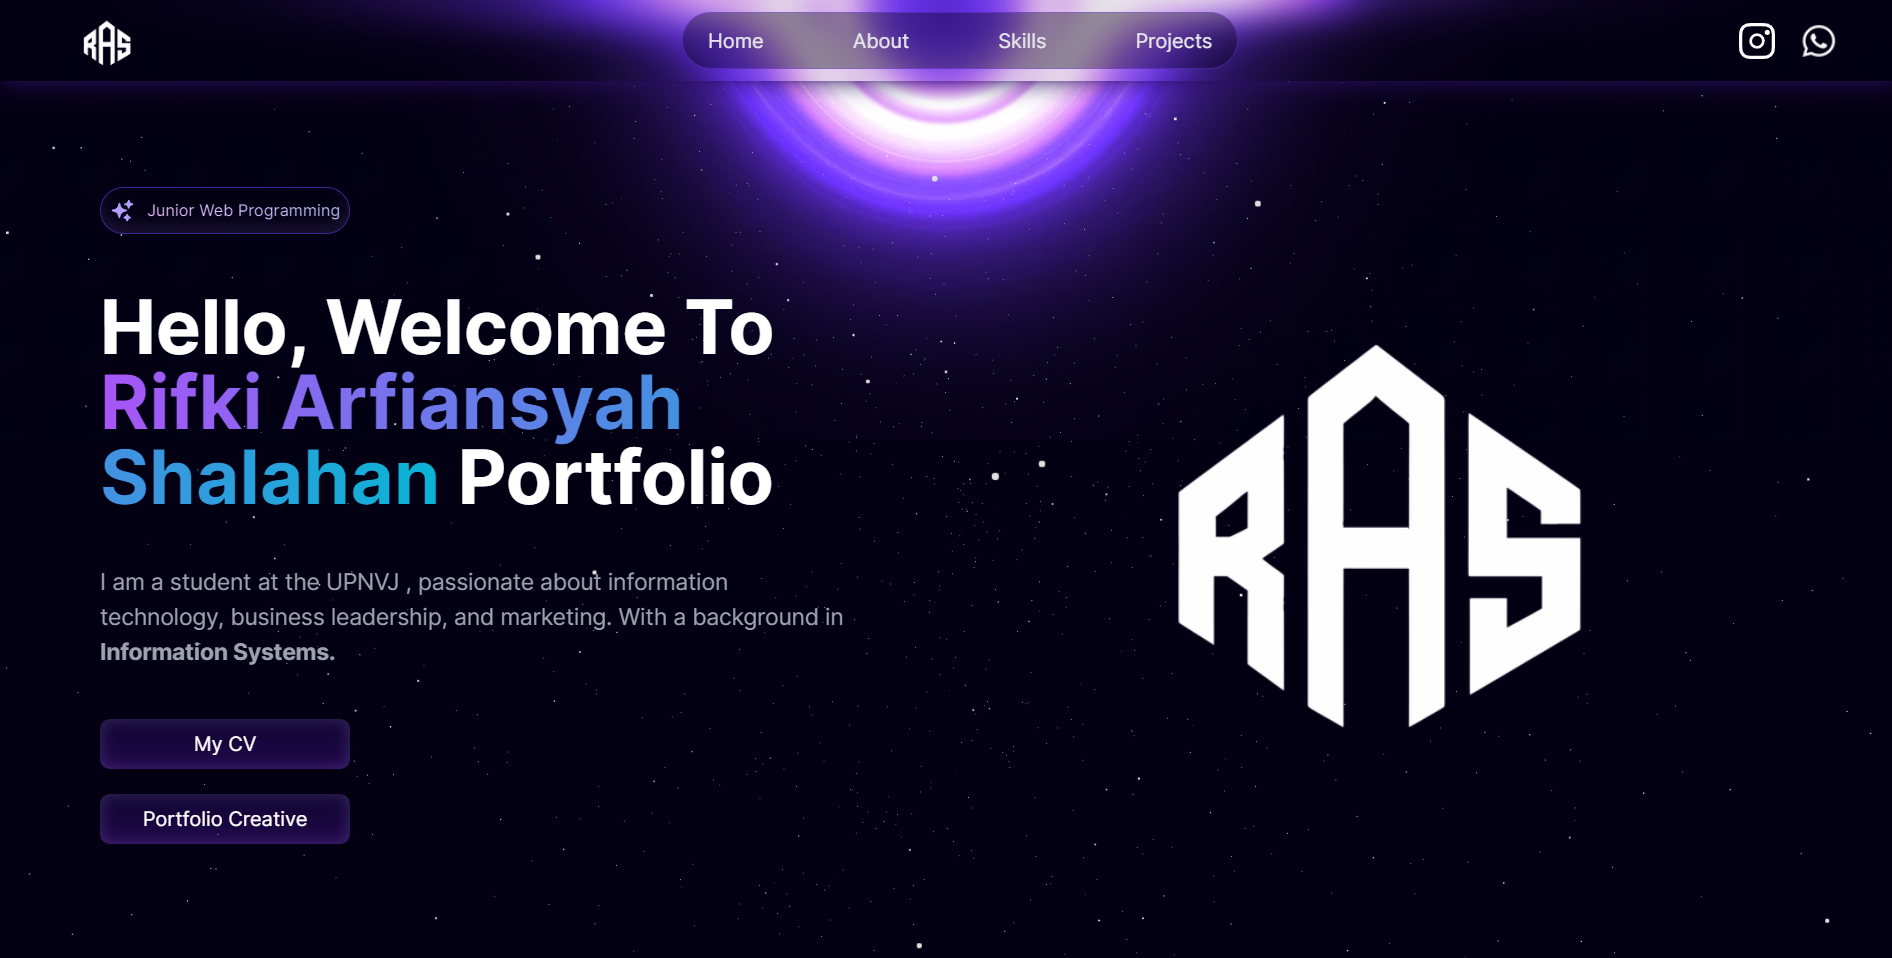 RAS
Home
About
Skills
Projects
Junior Web Programming
Hello, Welcome To
Rifki Arfiansyah
Shalahan Portfolio
I am a student at the UPNVJ , passionate about information
technology, business leadership, and marketing. With a background in
Information Systems.
My CV
Portfolio Creative
RAS